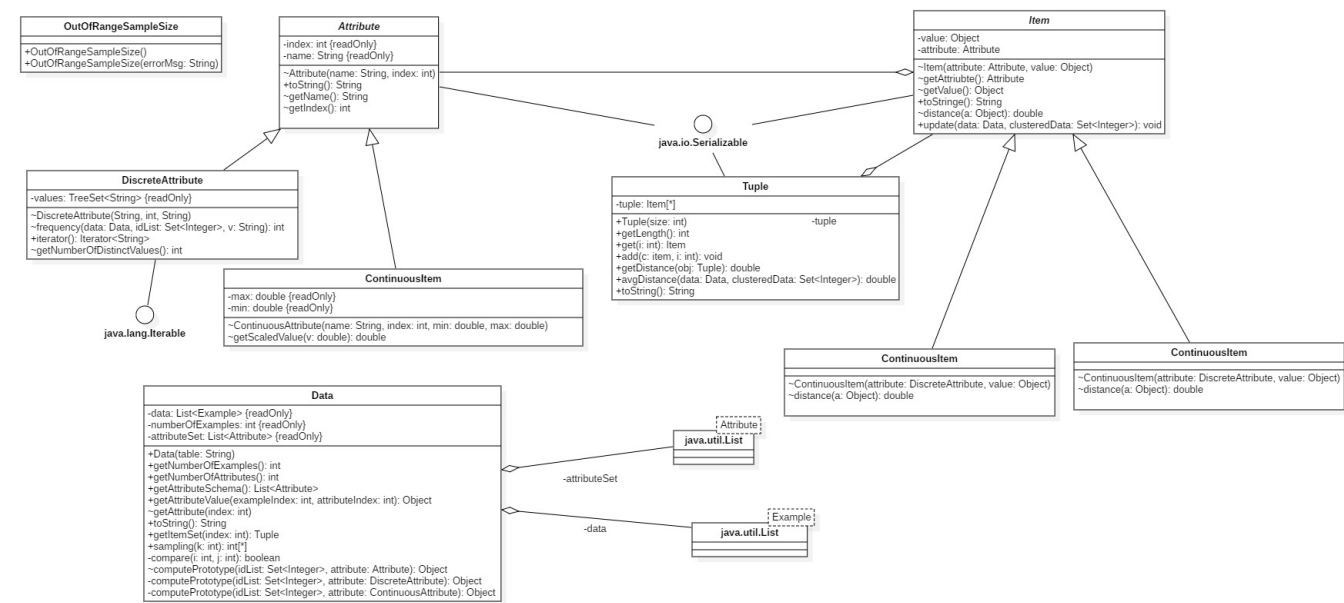 OutOfRangeSampleSize
+OutOfRangeSampleSize()
+OutOfRangeSampleSize(errorMsg: String)
Attribute
-index: int {readOnly}
-name: String {readOnly}
~Attribute(name: String, index: int)
+toString(): String
~getName(): String
~getIndex(): int
Item
-value: Object
-attribute: Attribute
~Item(attribute: Attribute, value: Object)
~getAttriubte(): Attribute
~getValue(): Object
+toStringe(): String
~distance(a: Object): double
+update(data: Data, clusteredData: Set<Integer>): void
java.io.Serializable
DiscreteAttribute
-values: TreeSet<String> {readOnly}
~DiscreteAttribute(String, int, String)
~frequency(data: Data, idList: Set<Integer>, v: String): int
+iterator(): Iterator<String>
~getNumberOfDistinctValues(): int
java.lang.Iterable
ContinuousItem
-max: double {readOnly}
-min: double {readOnly}
~ContinuousAttribute(name: String, index: int, min: double, max: double)
~getScaledValue(v: double): double
Tuple
-tuple: Item[*]
+Tuple(size: int)
-tuple
+getLength(): int
+get(i: int): Item
+add(c: item, i: int): void
+getDistance(obj: Tuple): double
+avgDistance(data: Data, clusteredData: Set<Integer>): double
+toString(): String
ContinuousItem
~ContinuousItem(attribute: DiscreteAttribute, value: Object)
~distance(a: Object): double
ContinuousItem
~ContinuousItem(attribute: DiscreteAttribute, value: Object)
~distance(a: Object): double
Data
-data: List<Example> {readOnly}
-numberOfExamples: int {readOnly}
-attributeSet: List<Attribute> {readOnly}
+Data(table: String)
+getNumberOfExamples(): int
+getNumberOfAttributes(): int
+getAttributeSchema(): List<Attribute>
+getAttributeValue(exampleIndex: int, attributeIndex: int): Object
~getAttribute(index: int)
+toString(): String
+getItemSet(index: int): Tuple
+sampling(k: int): int[*]
-compare(i: int, j: int): boolean
~computePrototype(idList: Set<Integer>, attribute: Attribute): Object
-computePrototype(idList: Set<Integer>, attribute: DiscreteAttribute): Object
-computePrototype(idList: Set<Integer>, attribute: ContinuousAttribute): Object
Attribute
java.util.List
-attributeSet
Example
java.util.List
-data